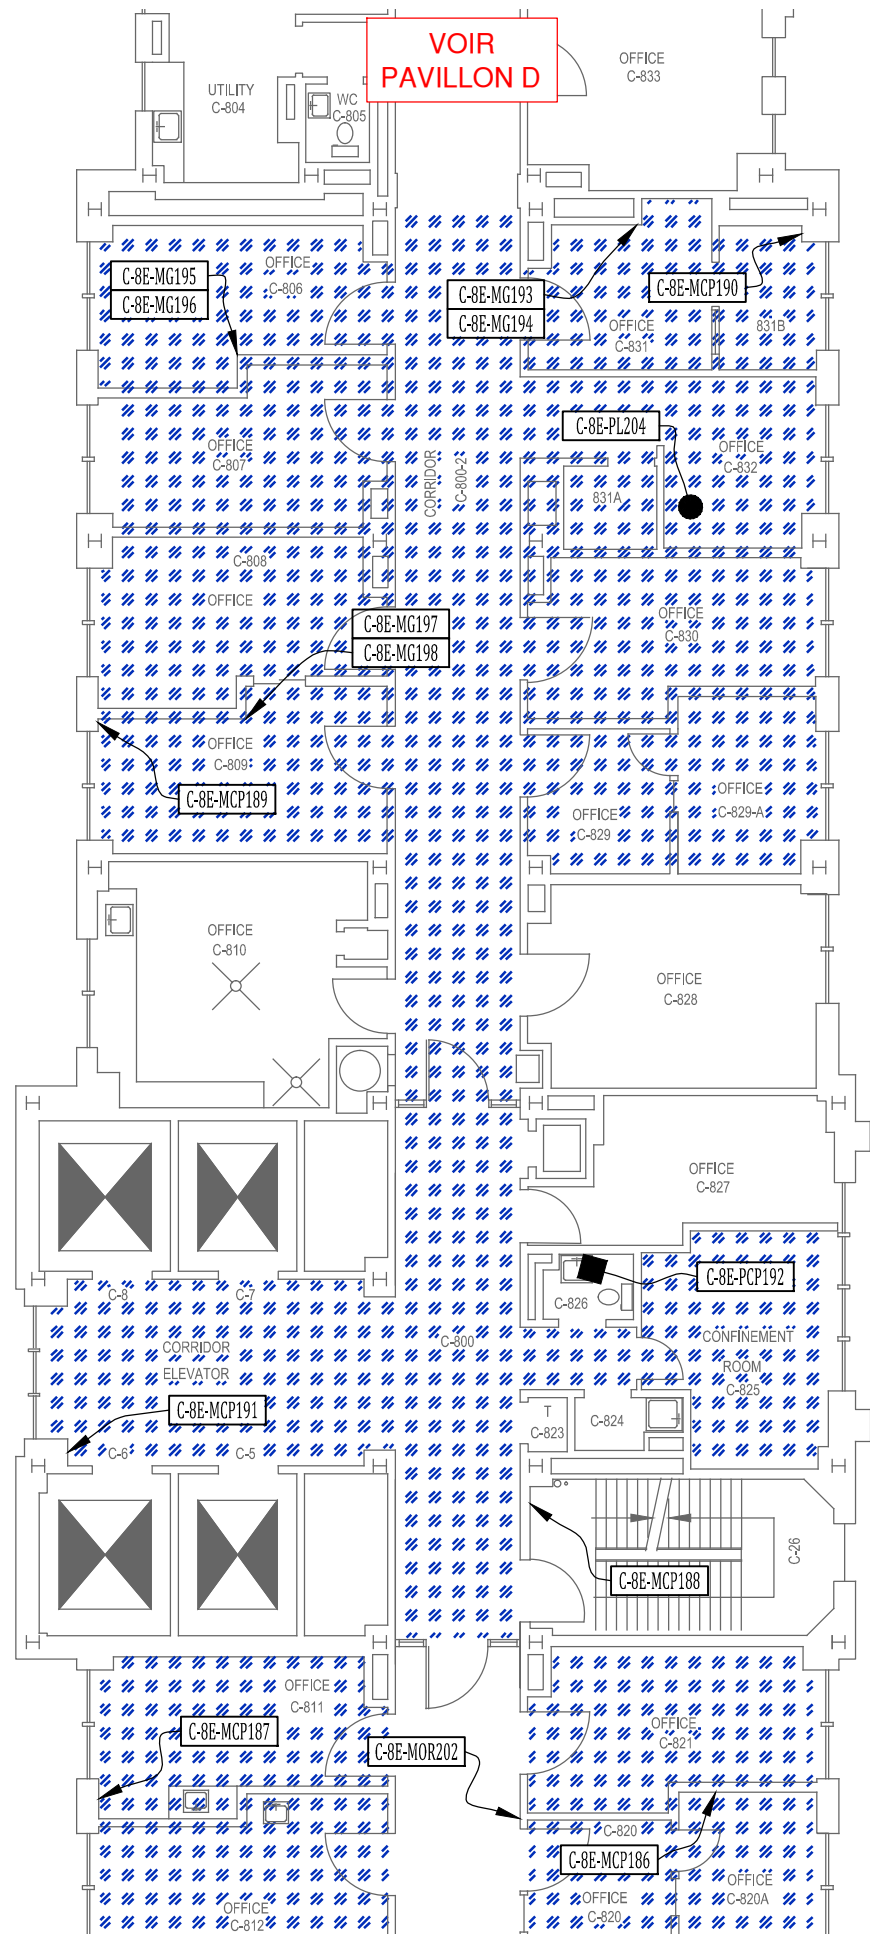 VOIR
PAVILLON D
OFFICE
C-833
UTILITY
C-804
WC
C-805
OFFICE
C-806
C-8E-MG195
C-8E-MG196
C-8E-MG193
C-8E-MG194
C-8E-MCP190
OFFICE
C-831
831B
C-8E-PL204
OFFICE
C-807
CORRIDOR
C-800-2
OFFICE
C-832
831A
C-808
OFFICE
C-8E-MG197
C-8E-MG198
OFFICE
C-830
OFFICE
C-809
C-8E-MCP189
OFFICE
C-829-A
OFFICE
C-829
OFFICE
C-810
OFFICE
C-828
OFFICE
C-827
C-8
C-7
C-8E-PCP192
C-826
CORRIDOR
ELEVATOR
C-800
CONFINEMENT
ROOM
C-825
C-8E-MCP191
T
C-823
C-824
C-6
C-5
C-26
C-8E-MCP188
OFFICE
C-811
C-8E-MCP187
C-8E-MOR202
OFFICE
C-821
C-820
C-8E-MCP186
OFFICE
C-820A
OFFICE
C-820
OFFICE
C-812